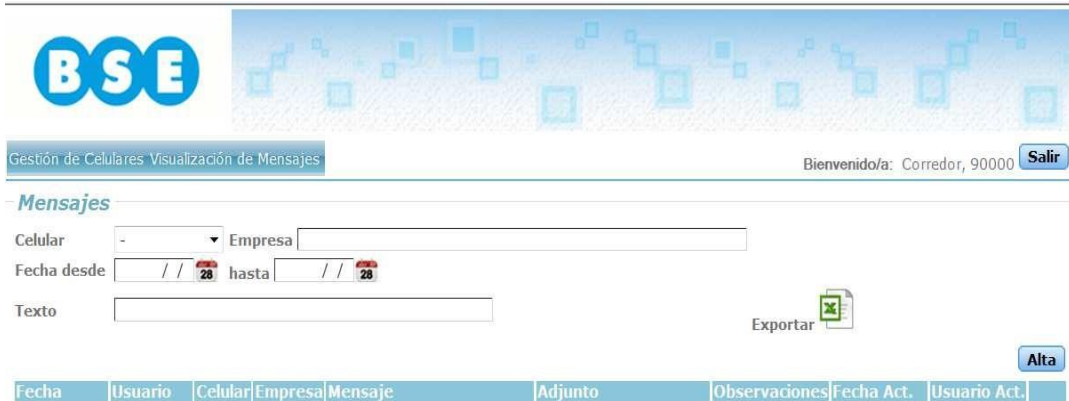 BSE
Gestión de Celulares Visualización de Mensajes
Bienvenido/a: Corredor, 90000 Salir
Mensajes
Celular - Empresa
Fecha desde / / 28 hasta / / 28
Texto
Exportar
Alta
Fecha Usuario Celular Empresa Mensaje Adjunto Observaciones Fecha Act. Usuario Act.